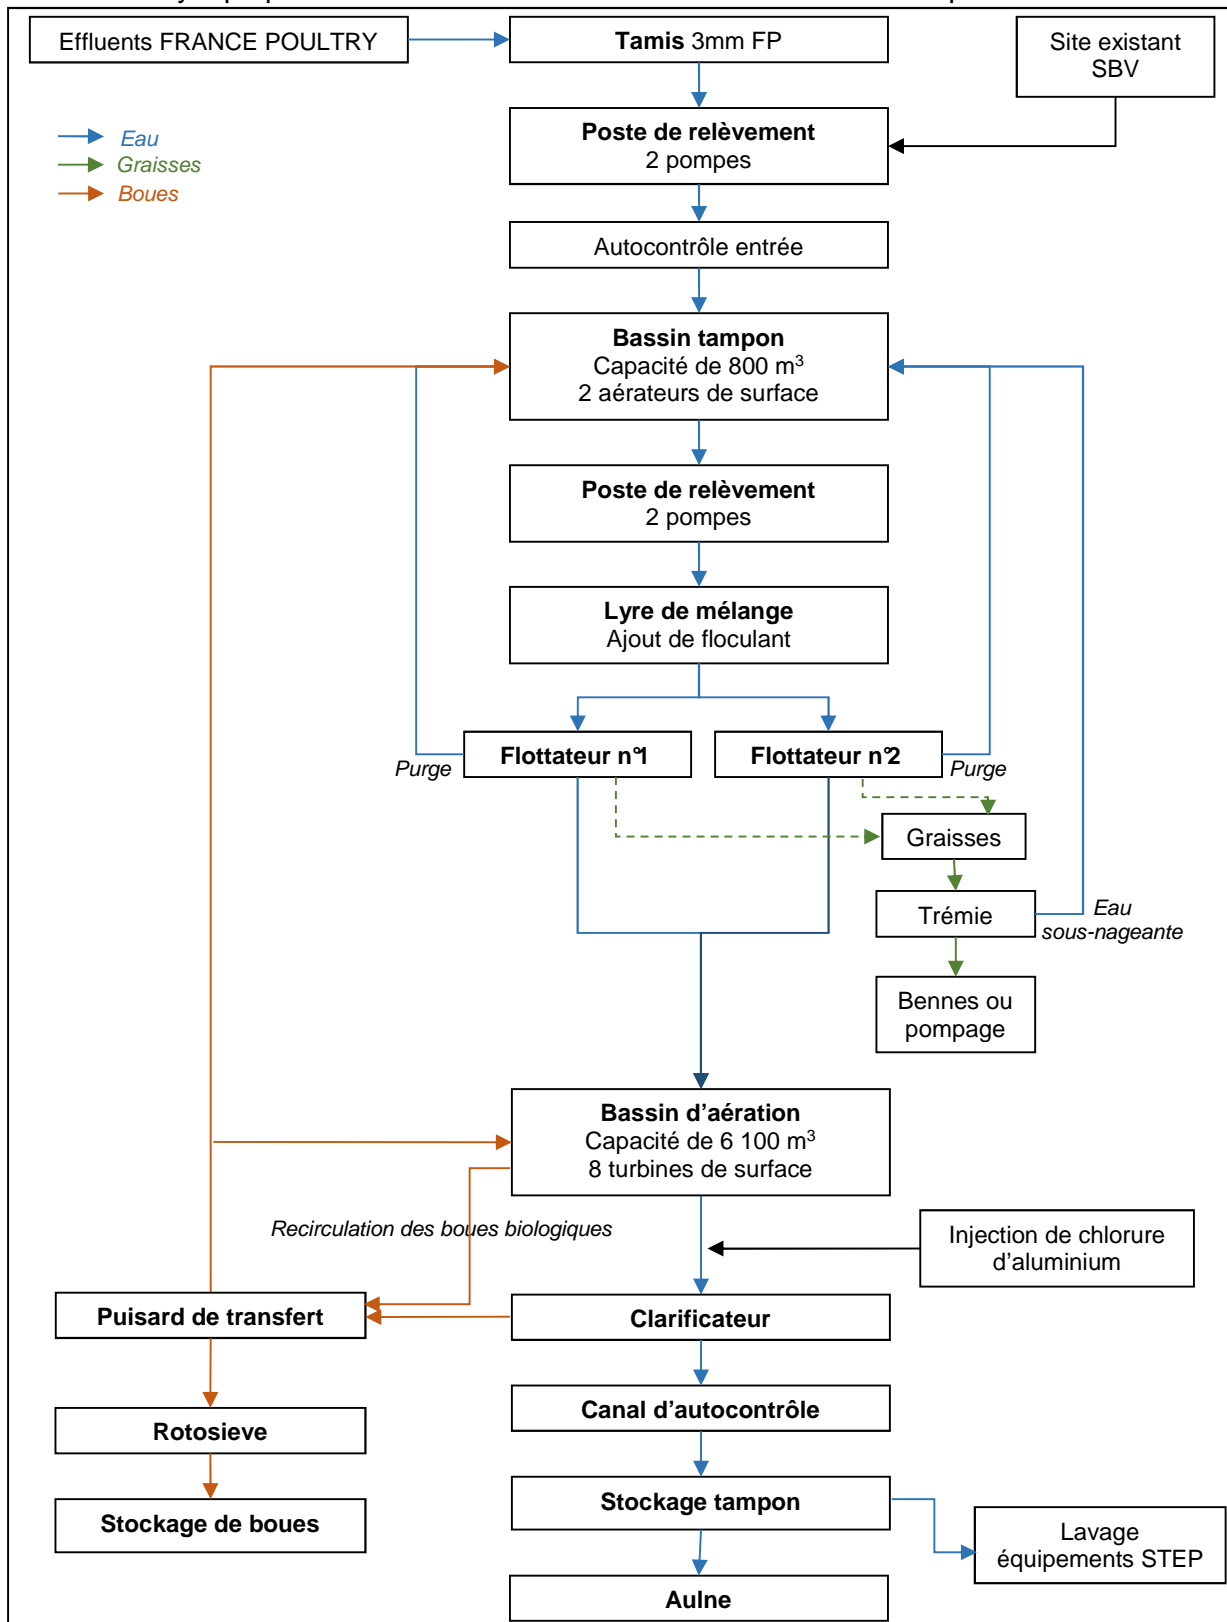 Effluents FRANCE POULTRY
Tamis 3mm FP
Site existant
SBV
Eau
Graisses
Boues
Poste de relèvement
2 pompes
Autocontrôle entrée
Bassin tampon
Capacité de 800 m³
2 aérateurs de surface
Poste de relèvement
2 pompes
Lyre de mélange
Ajout de floculant
Flottateur n°1
Flottateur n°2
Purge
Purge
Graisses
Trémie
Eau
sous-nageante
Bennes ou
pompage
Bassin d'aération
Capacité de 6 100 m³
8 turbines de surface
Recirculation des boues biologiques
Injection de chlorure
d'aluminium
Puisard de transfert
Clarificateur
Canal d'autocontrôle
Rotosieve
Stockage tampon
Stockage de boues
Lavage
équipements STEP
Aulne